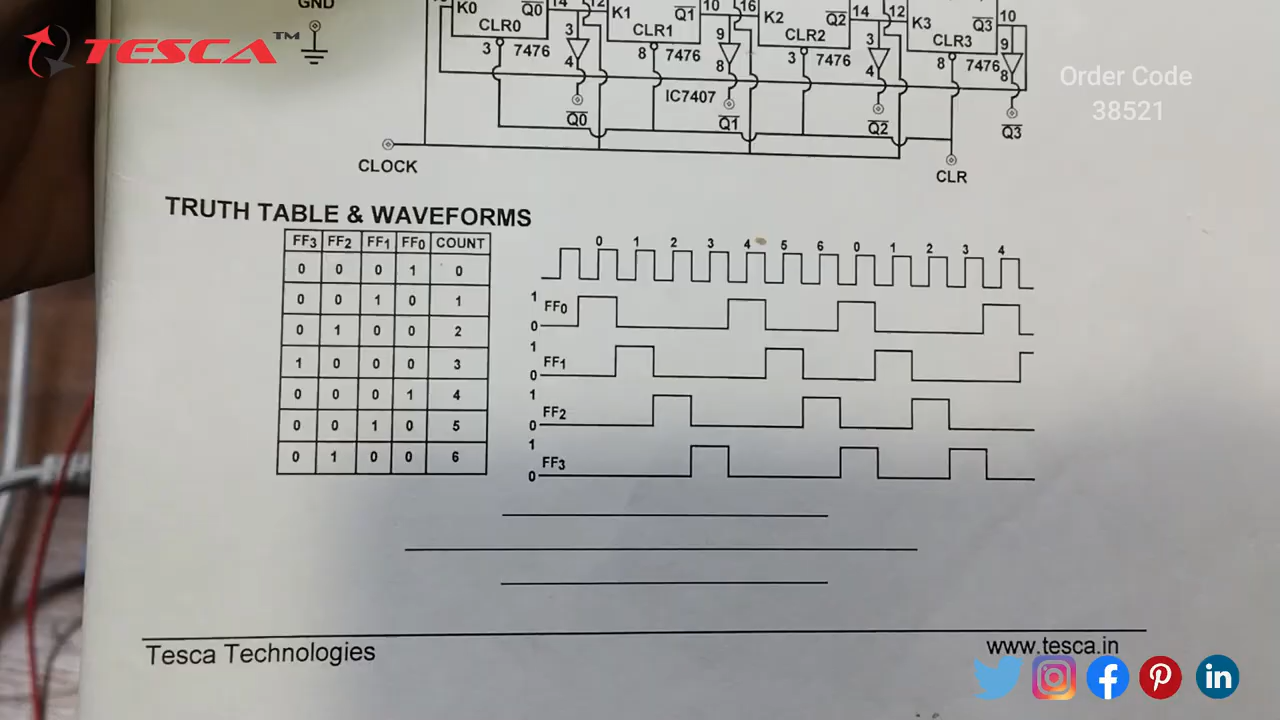 GND
TESCA™
Order Code
38521
K0 Q0 14 12 K1 Q1 10 16 K2 Q2 14 12 K3 Q3 10
CLR0 3 CLR1 9 CLR2 3 CLR3 9
3 7476 4 8 7476 8 3 7476 4 8 7476 8
IC7407
Q0 Q1 Q2 Q3
CLOCK
CLR
TRUTH TABLE & WAVEFORMS
FF3 FF2 FF1 FF0 COUNT
0 0 0 1 0
0 0 1 0 1
0 1 0 0 2
1 0 0 0 3
0 0 0 1 4
0 0 1 0 5
0 1 0 0 6
0 1 2 3 4 5 6 0 1 2 3 4
1
FF0
0
1
FF1
0
1
FF2
0
1
FF3
0
Tesca Technologies
www.tesca.in